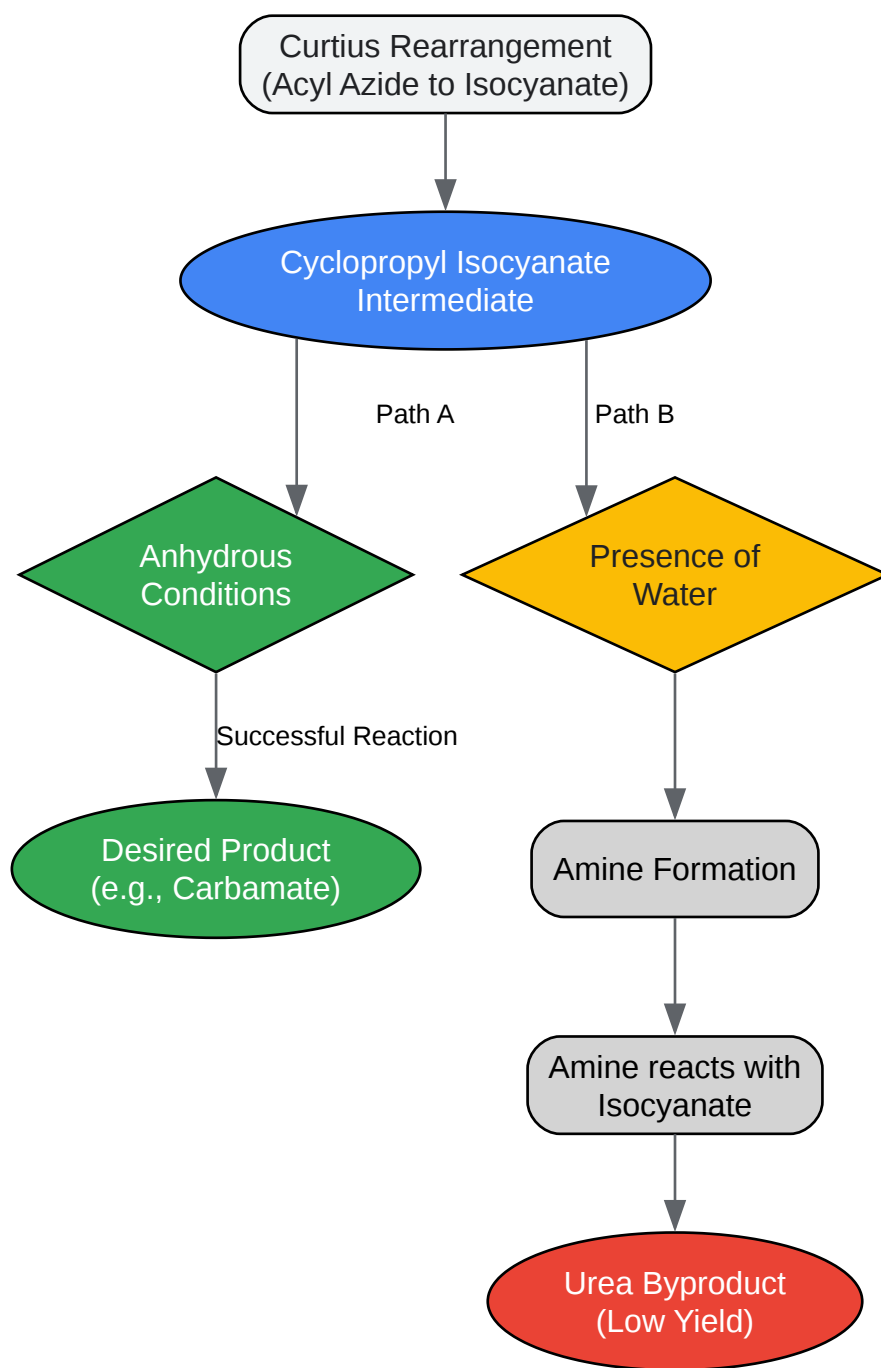 Curtius Rearrangement
(Acyl Azide to Isocyanate)
Cyclopropyl Isocyanate
Intermediate
Path A
Path B
Anhydrous
Conditions
Presence of
Water
Successful Reaction
Desired Product
(e.g., Carbamate)
Amine Formation
Amine reacts with
Isocyanate
Urea Byproduct
(Low Yield)